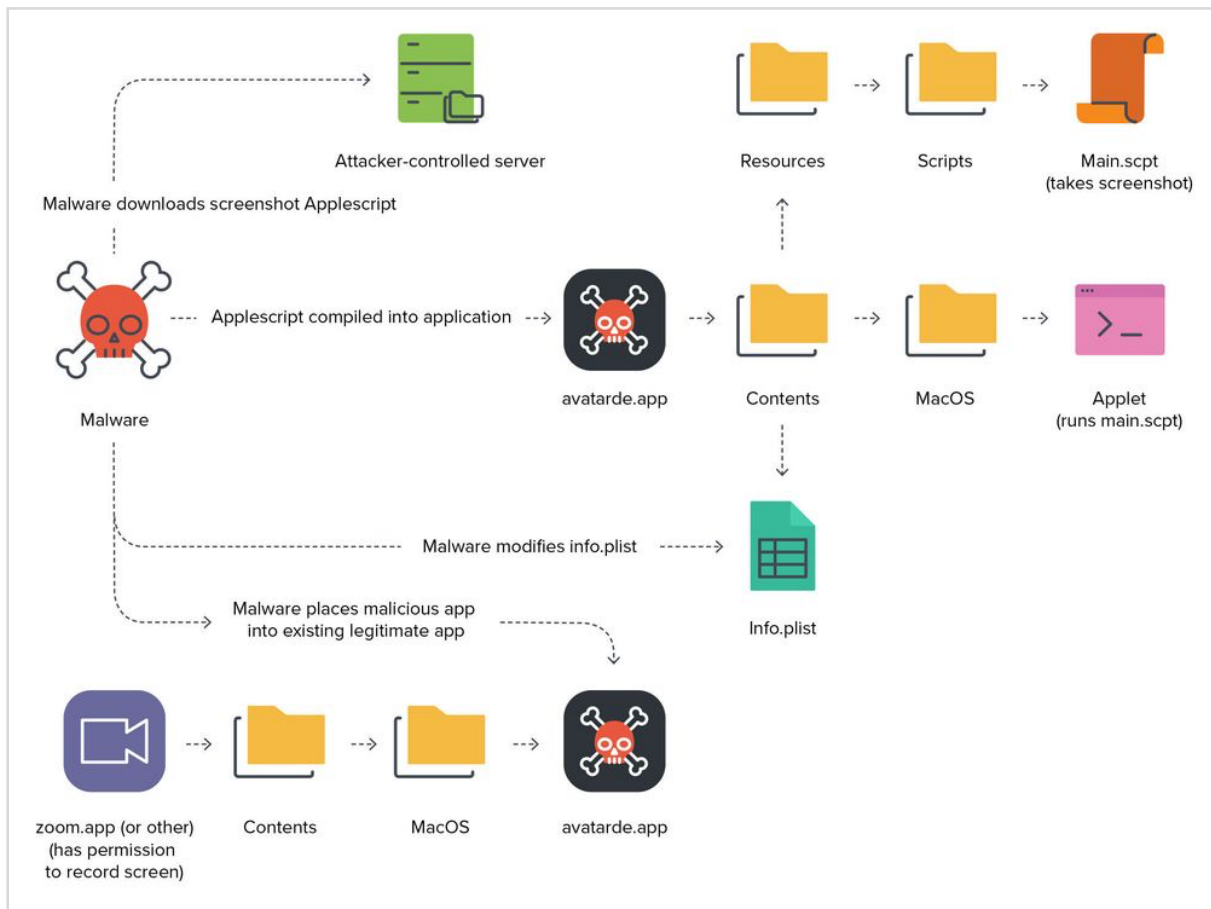 Attacker-controlled server
Resources
Scripts
Main.scpt
(takes screenshot)
Malware downloads screenshot Applescript
Applescript compiled into application
avatarde.app
Contents
MacOS
Applet
(runs main.scpt)
Malware
Malware modifies info.plist
Info.plist
Malware places malicious app
into existing legitimate app
zoom.app (or other)
(has permission
to record screen)
Contents
MacOS
avatarde.app